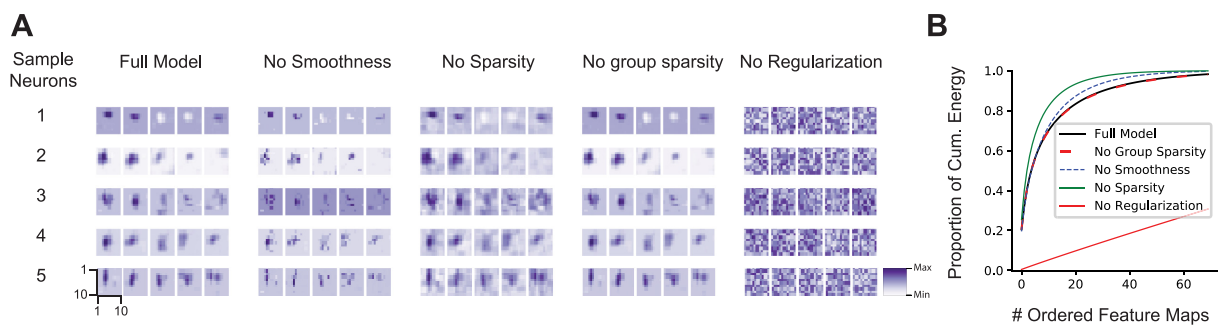 A
B
Sample
Neurons
Full Model
No Smoothness
No Sparsity
No group sparsity
No Regularization
1
2
3
4
5
1
10
1
10
Max
Min
Proportion of Cum. Energy
1.0
0.8
0.6
0.4
0.2
0.0
Full Model
No Group Sparsity
No Smoothness
No Sparsity
No Regularization
0
20
40
60
# Ordered Feature Maps